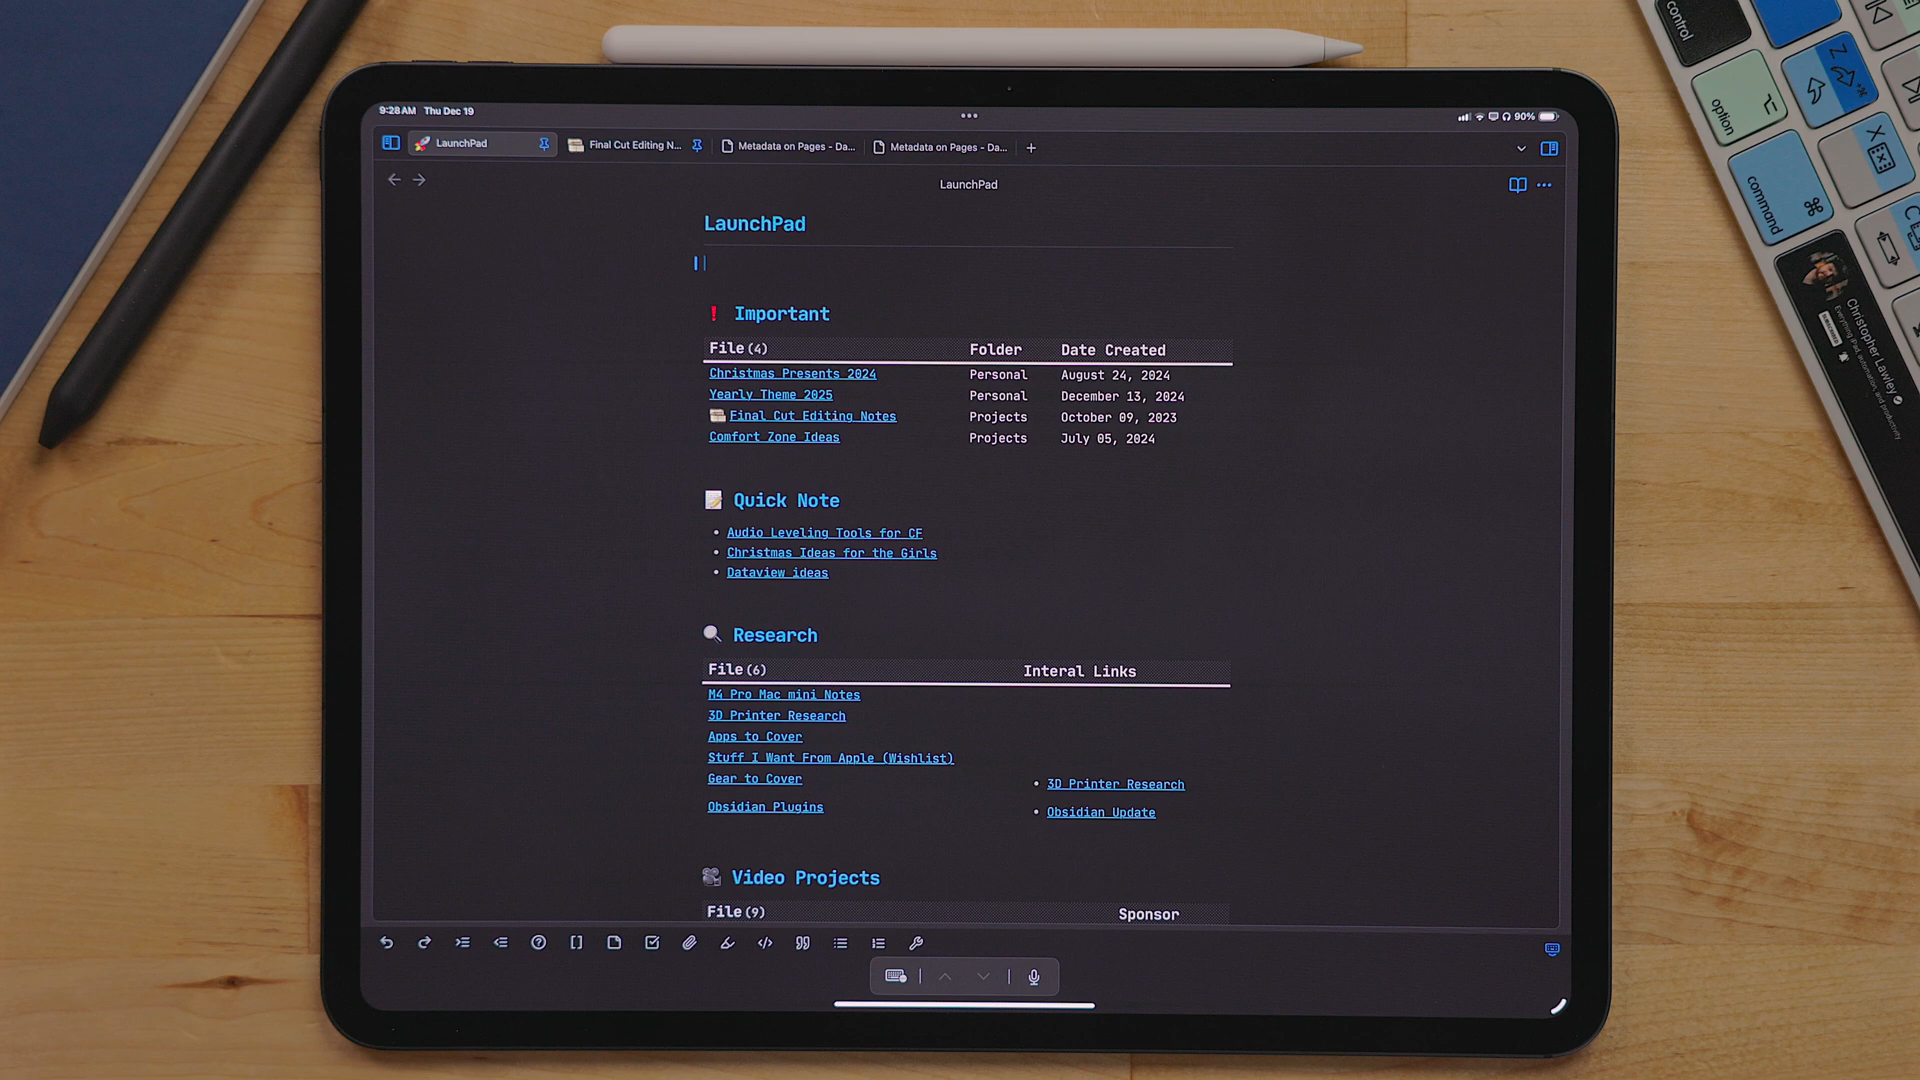 9:28 AM Thu Dec 19
90%
LaunchPad
Final Cut Editing N...
Metadata on Pages - Da...
Metadata on Pages - Da...
LaunchPad
LaunchPad
Important
File (4) Folder Date Created
Christmas Presents 2024 Personal August 24, 2024
Yearly Theme 2025 Personal December 13, 2024
Final Cut Editing Notes Projects October 09, 2023
Comfort Zone Ideas Projects July 05, 2024
Quick Note
• Audio Leveling Tools for CF
• Christmas Ideas for the Girls
• Dataview ideas
Research
File (6) Interal Links
M4 Pro Mac mini Notes
3D Printer Research
Apps to Cover
Stuff I Want From Apple (Wishlist)
Gear to Cover • 3D Printer Research
Obsidian Plugins • Obsidian Update
Video Projects
File (9) Sponsor
control
option
command
Z
X
C
Christopher Lawley
Everything iPad, automation, and productivity